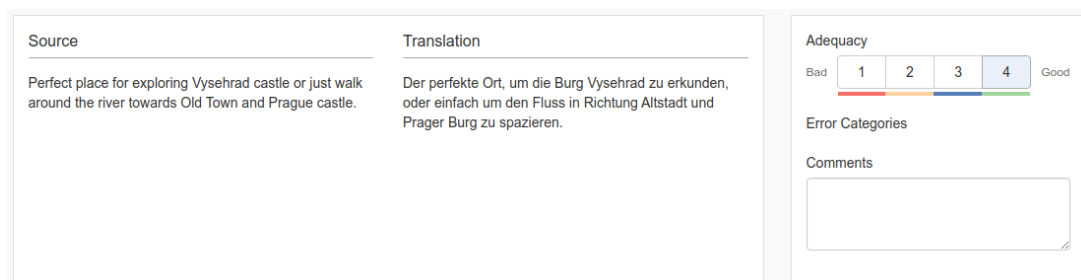 Source
Perfect place for exploring Vysehrad castle or just walk
around the river towards Old Town and Prague castle.
Translation
Der perfekte Ort, um die Burg Vysehrad zu erkunden,
oder einfach um den Fluss in Richtung Altstadt und
Prager Burg zu spazieren.
Adequacy
Bad 1 2 3 4 Good
Error Categories
Comments